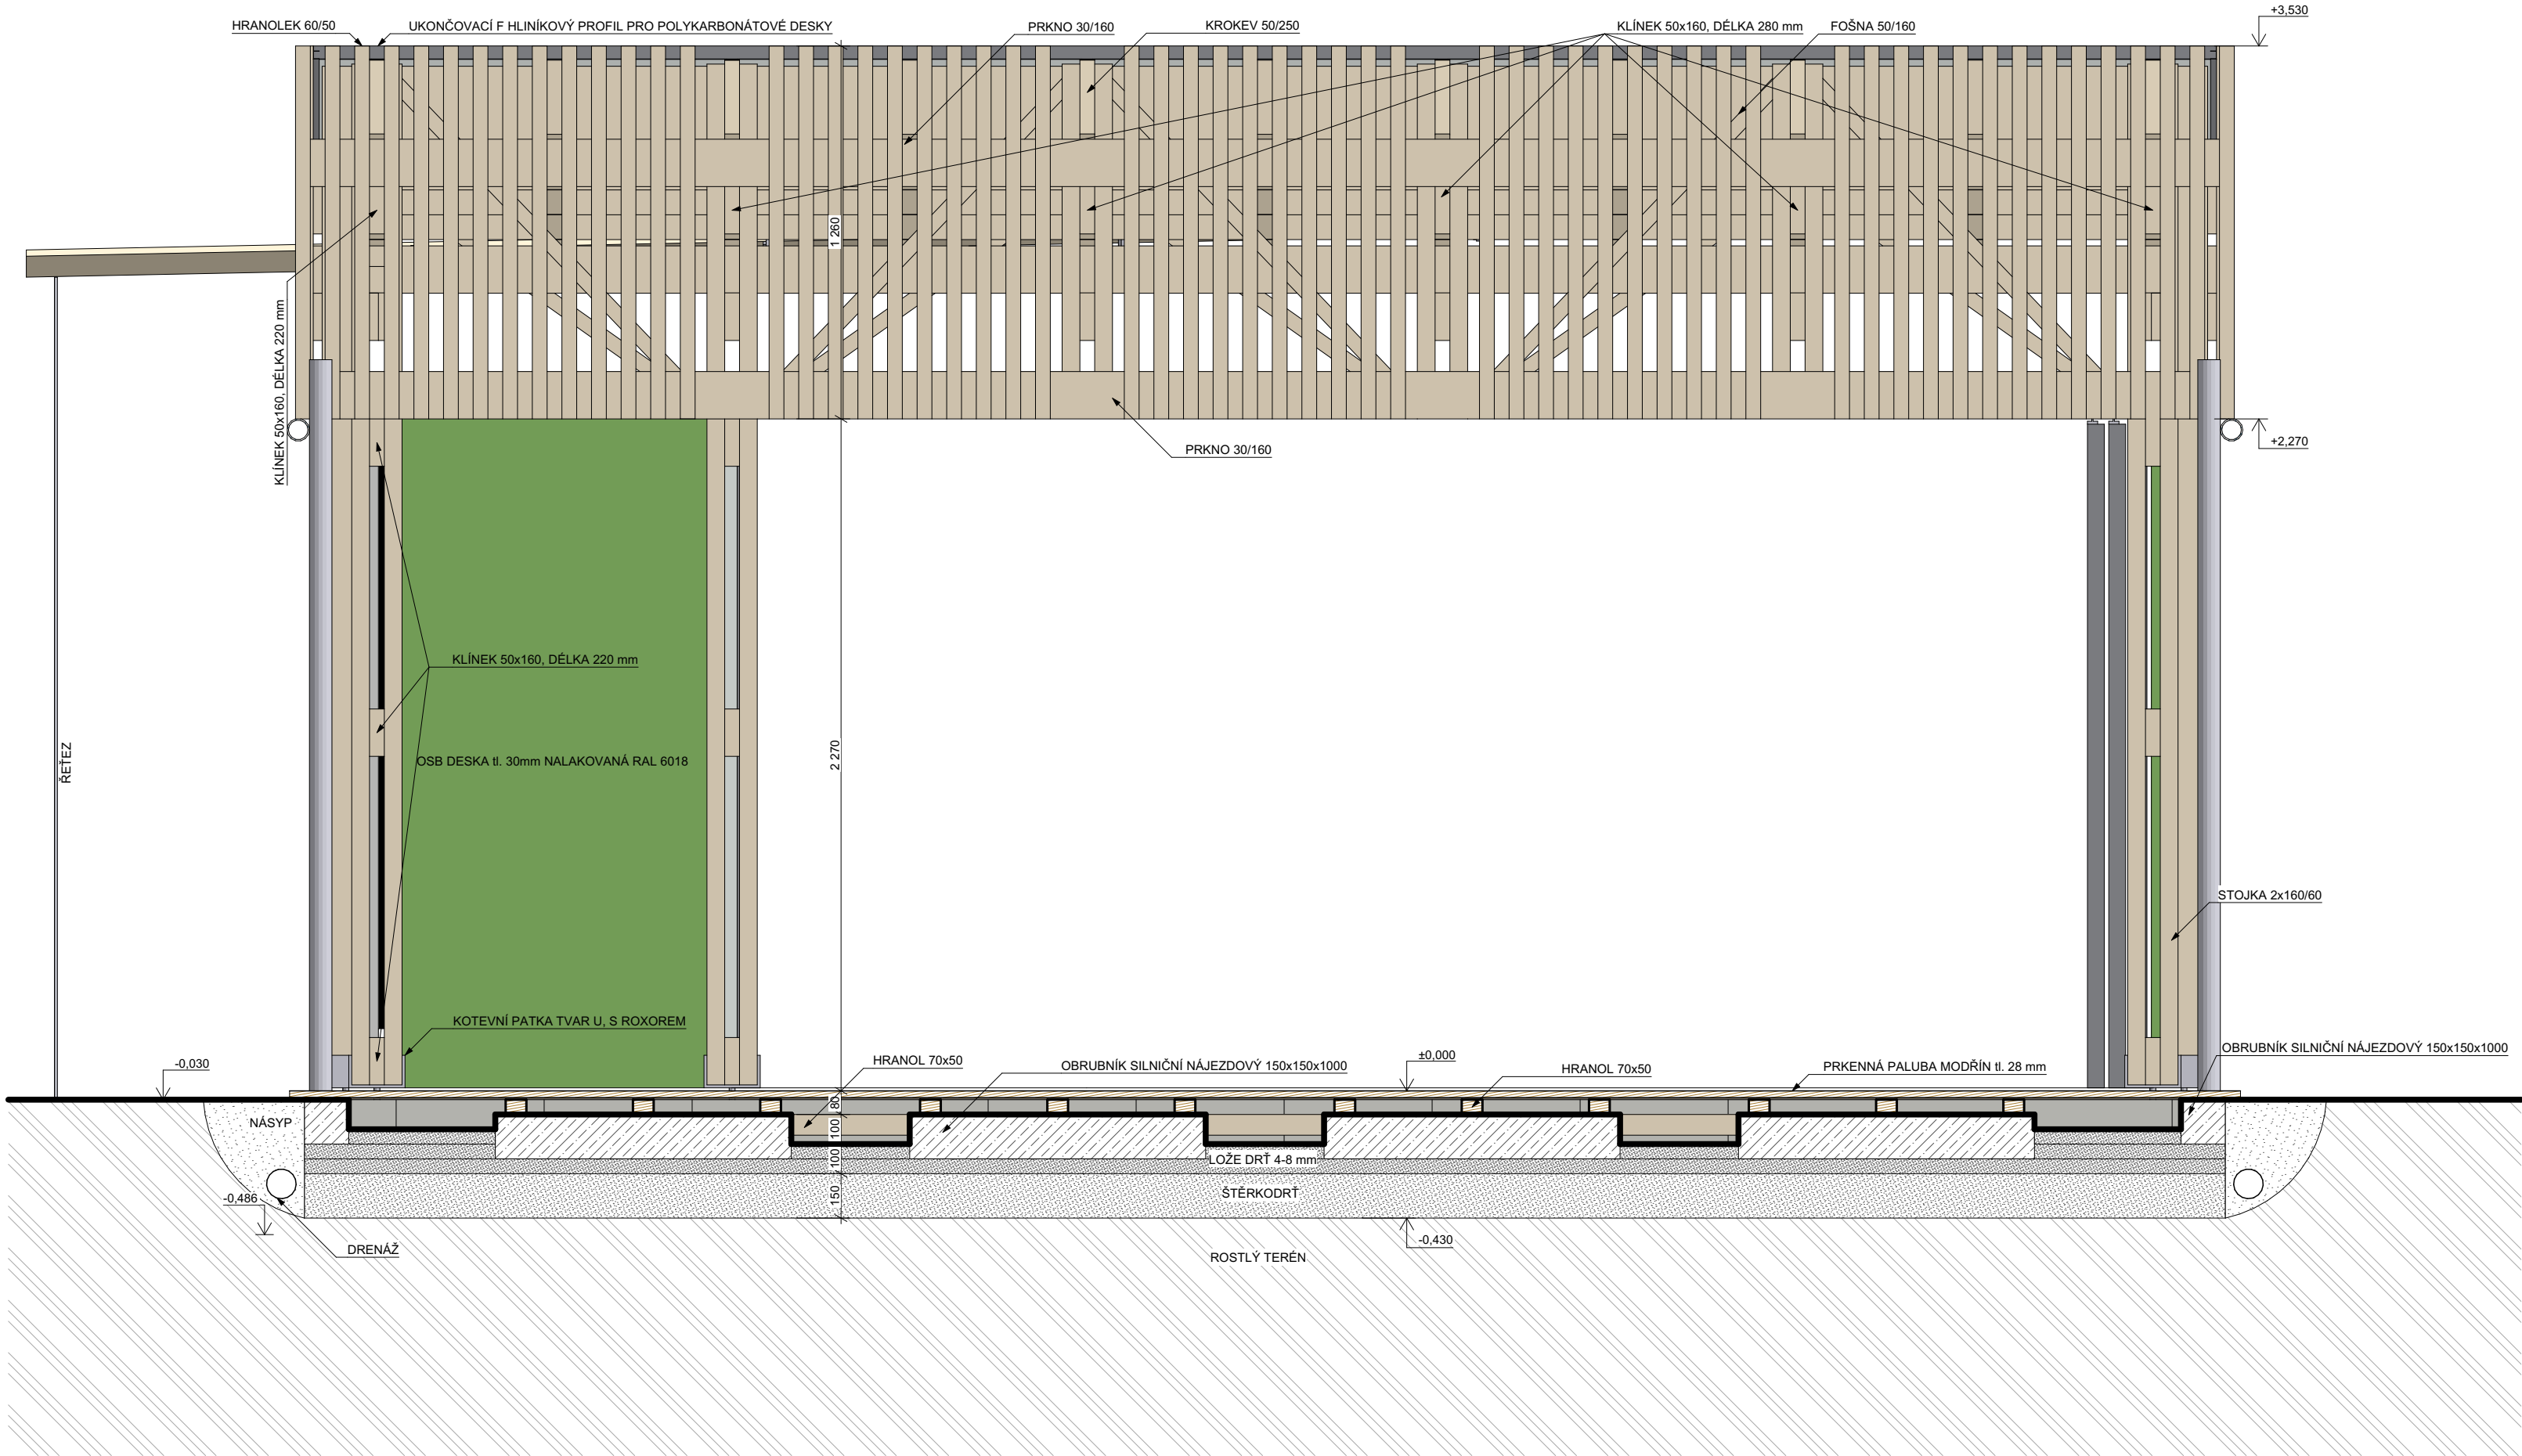 +3,530
HRANOLEK 60/50
UKONČOVACÍ F HLINÍKOVÝ PROFIL PRO POLYKARBONÁTOVÉ DESKY
PRKNO 30/160
KROKEV 50/250
KLÍNEK 50x160, DÉLKA 280 mm
FOŠNA 50/160
1 260
KLÍNEK 50x160, DÉLKA 220 mm
+2,270
PRKNO 30/160
KLÍNEK 50x160, DÉLKA 220 mm
ŘETEZ
OSB DESKA tl. 30mm NALAKOVANÁ RAL 6018
2 270
STOJKA 2x160/60
KOTEVNÍ PATKA TVAR U, S ROXOREM
-0,030
HRANOL 70x50
OBRUBNÍK SILNIČNÍ NÁJEZDOVÝ 150x150x1000
±0,000
HRANOL 70x50
PRKENNÁ PALUBA MODŘÍN tl. 28 mm
OBRUBNÍK SILNIČNÍ NÁJEZDOVÝ 150x150x1000
80
NÁSYP
100
LOŽE DRŤ 4-8 mm
100
ŠTĚRKODRŤ
-0,486
150
DRENÁŽ
-0,430
ROSTLÝ TERÉN